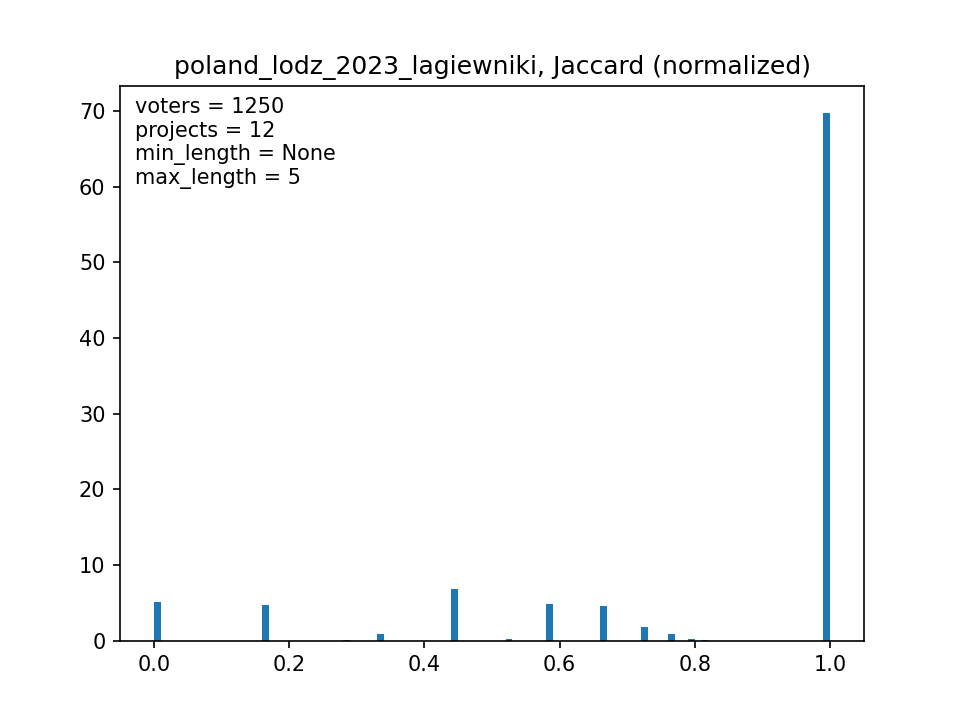 poland_lodz_2023_lagiewniki, Jaccard (normalized)
voters = 1250
projects = 12
min_length = None
max_length = 5
70
60
50
40
30
20
10
0
0.0 0.2 0.4 0.6 0.8 1.0